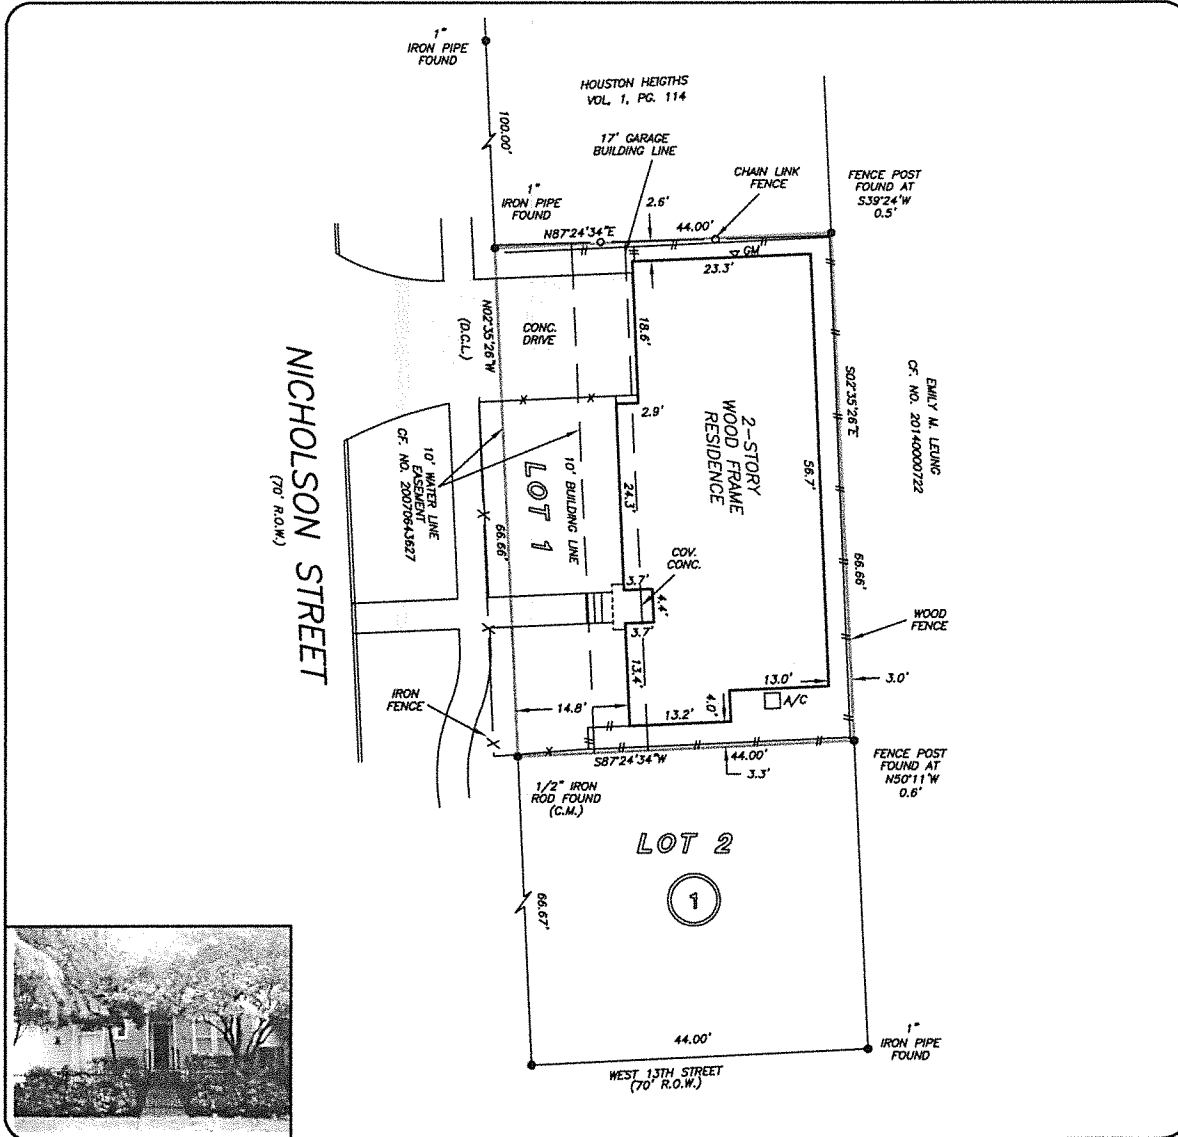 1"
IRON PIPE
FOUND
HOUSTON HEIGTHS
VOL. 1, PG. 114
100.00'
17' GARAGE
BUILDING LINE
CHAIN LINK
FENCE
FENCE POST
FOUND AT
S39°24'W
0.5'
1"
IRON PIPE
FOUND
2.6'
44.00'
N87°24'34"E
GM
23.3'
N02°35'26"W
(D.C.L.)
CONC.
DRIVE
18.6'
S02°35'26"E
EMILY M. LEUNG
CF. NO. 20140000722
NICHOLSON STREET
(70' R.O.W.)
2.9'
2-STORY
WOOD FRAME
RESIDENCE
56.7'
10' WATER LINE
EASEMENT
CF. NO. 20070643627
LOT 1
10' BUILDING LINE
24.3'
66.66'
COV.
CONC.
66.66'
3.7'
4.4'
3.7'
WOOD
FENCE
13.4'
13.0'
3.0'
IRON
FENCE
14.8'
13.2'
4.0'
A/C
S87°24'34"W
44.00'
3.3'
FENCE POST
FOUND AT
N50°11'W
0.6'
1/2" IRON
ROD FOUND
(C.M.)
LOT 2
1
66.67'
44.00'
1"
IRON PIPE
FOUND
WEST 13TH STREET
(70' R.O.W.)